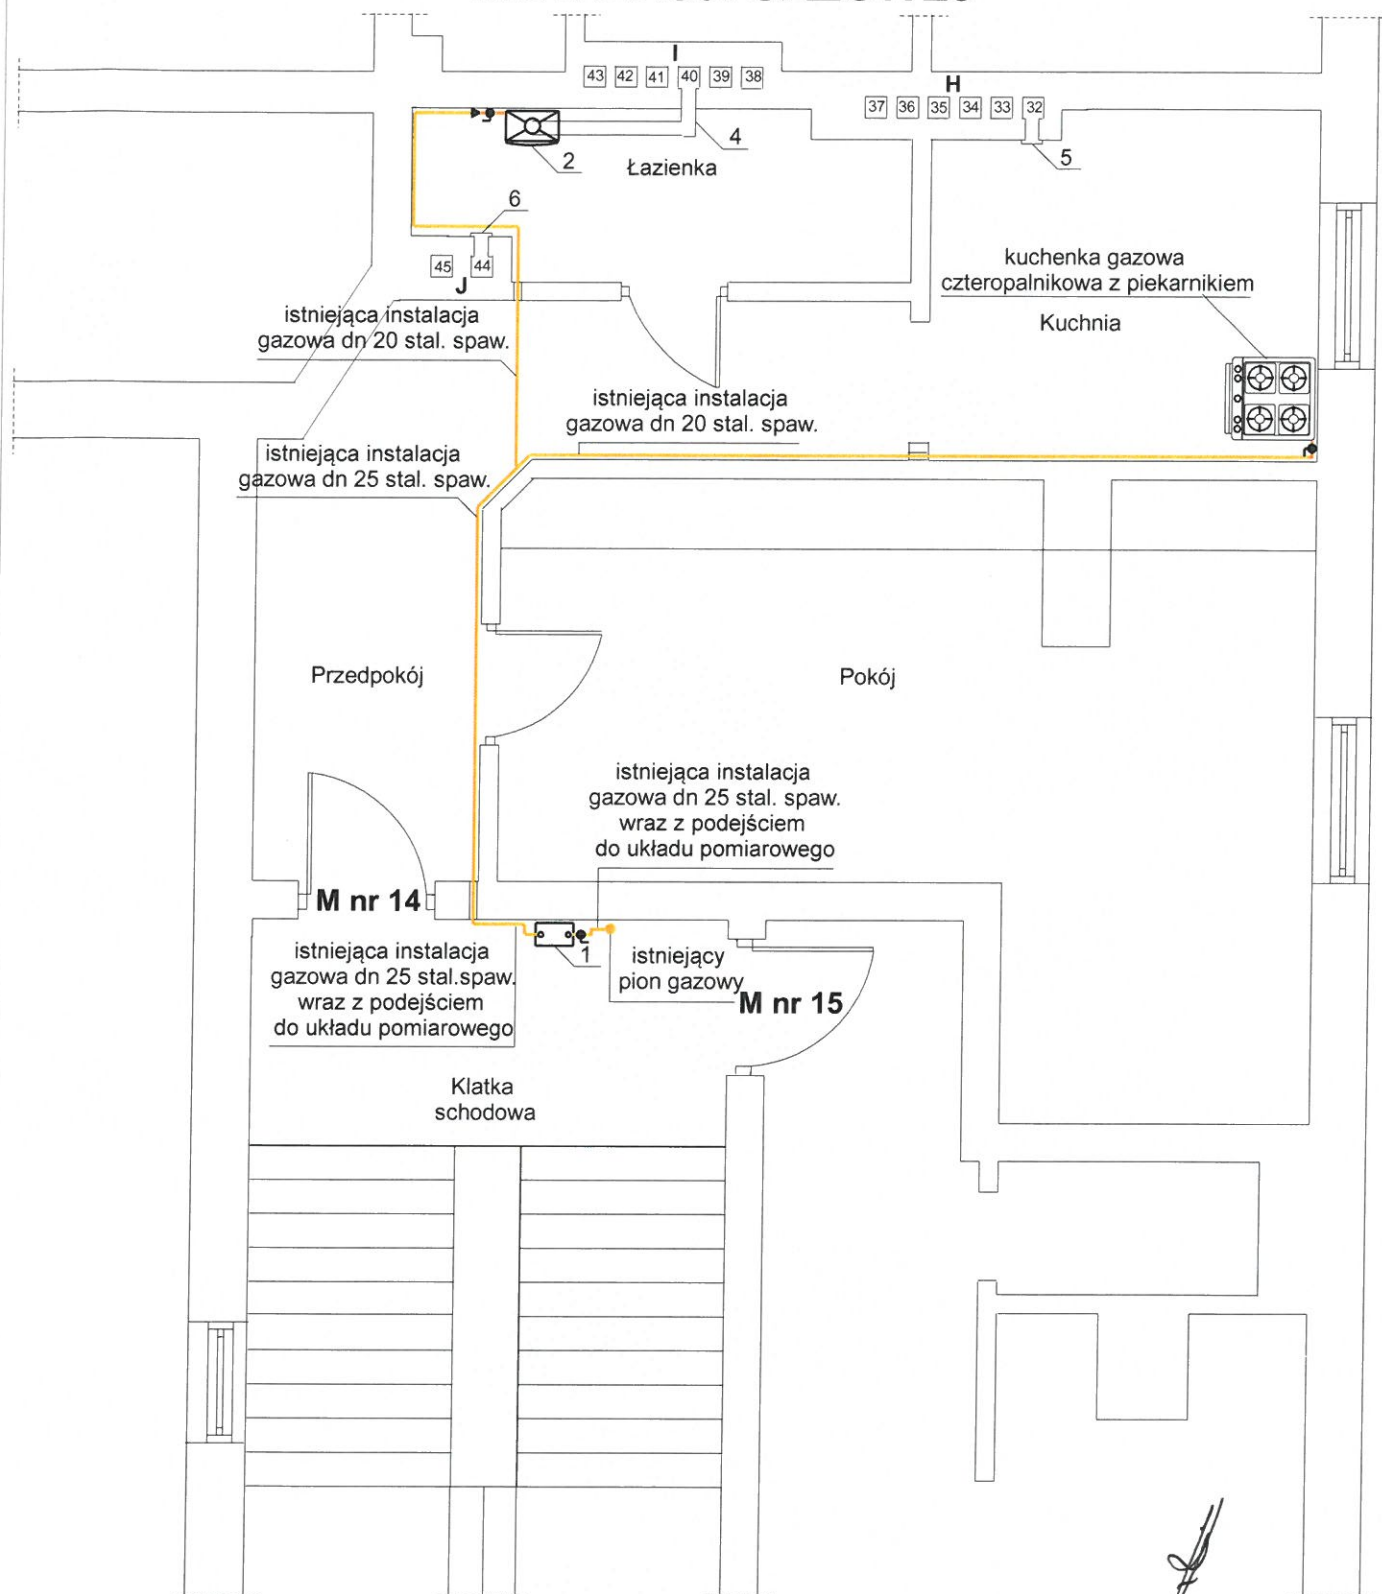 I
43 42 41 40 39 38
H
37 36 35 34 33 32
4
2
Łazienka
5
6
45 44
J
kuchenka gazowa
czteropalnikowa z piekarnikiem
Kuchnia
istniejąca instalacja
gazowa dn 20 stal. spaw.
istniejąca instalacja
gazowa dn 20 stal. spaw.
istniejąca instalacja
gazowa dn 25 stal. spaw.
Przedpokój
Pokój
istniejąca instalacja
gazowa dn 25 stal. spaw.
wraz z podejściem
do układu pomiarowego
M nr 14
1
istniejący
pion gazowy
M nr 15
istniejąca instalacja
gazowa dn 25 stal.spaw.
wraz z podejściem
do układu pomiarowego
Klatka
schodowa